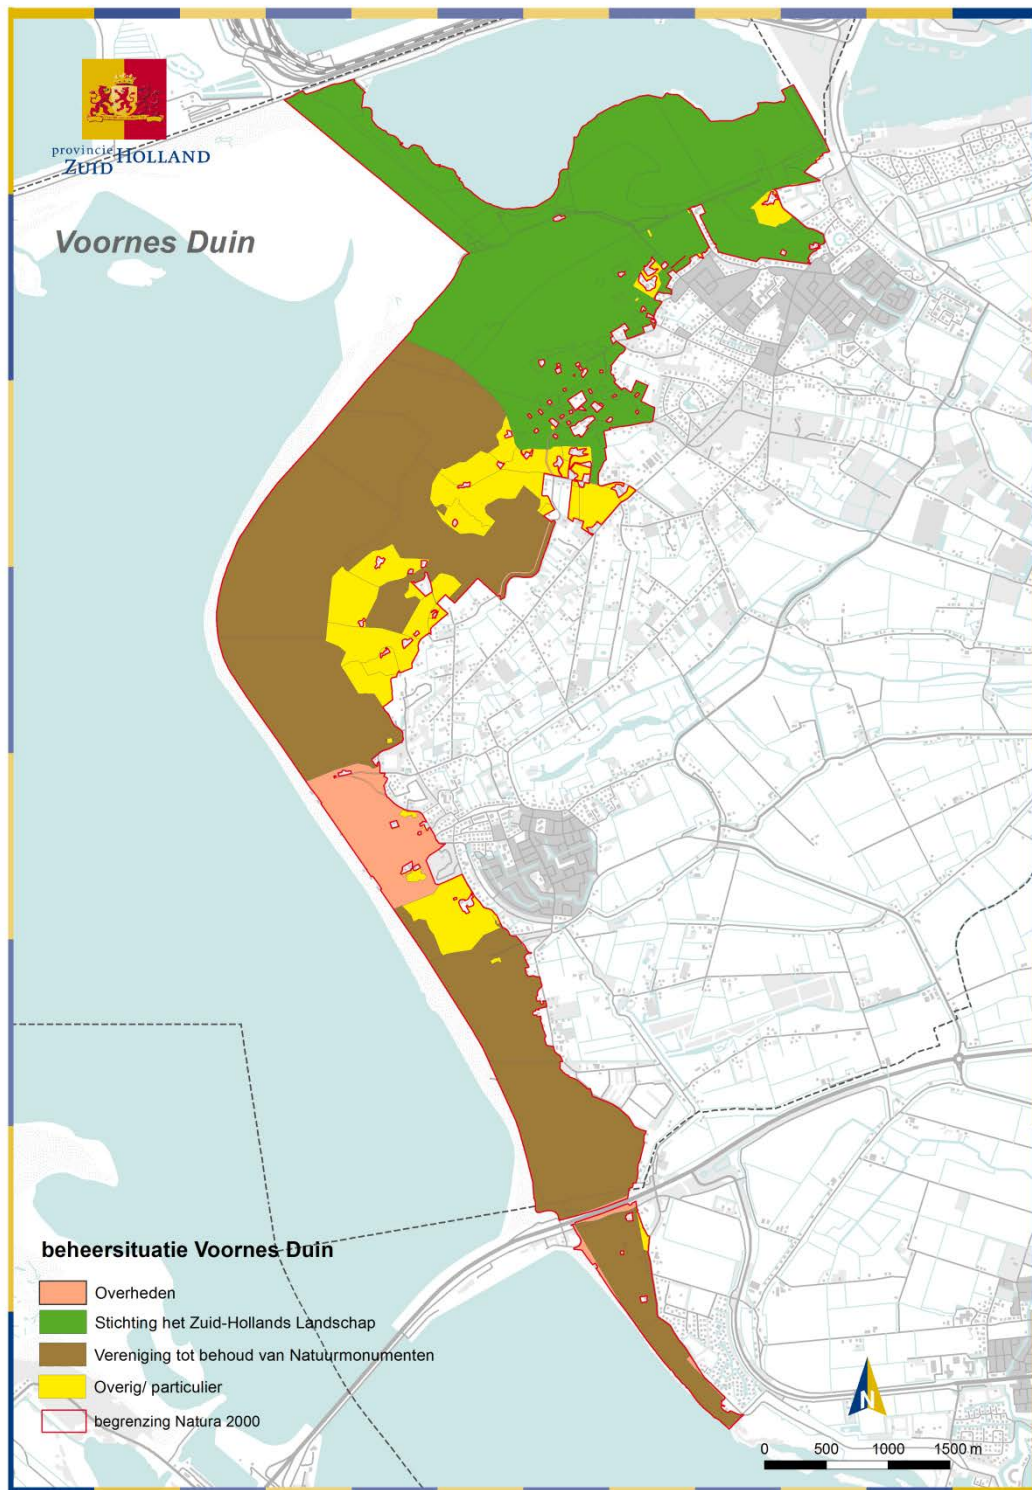 provincie
ZUID HOLLAND
Voornes Duin
beheersituatie Voornes Duin
Overheden
Stichting het Zuid-Hollands Landschap
Vereniging tot behoud van Natuurmonumenten
Overig/ particulier
begrenzing Natura 2000
N
0 500 1000 1500 m